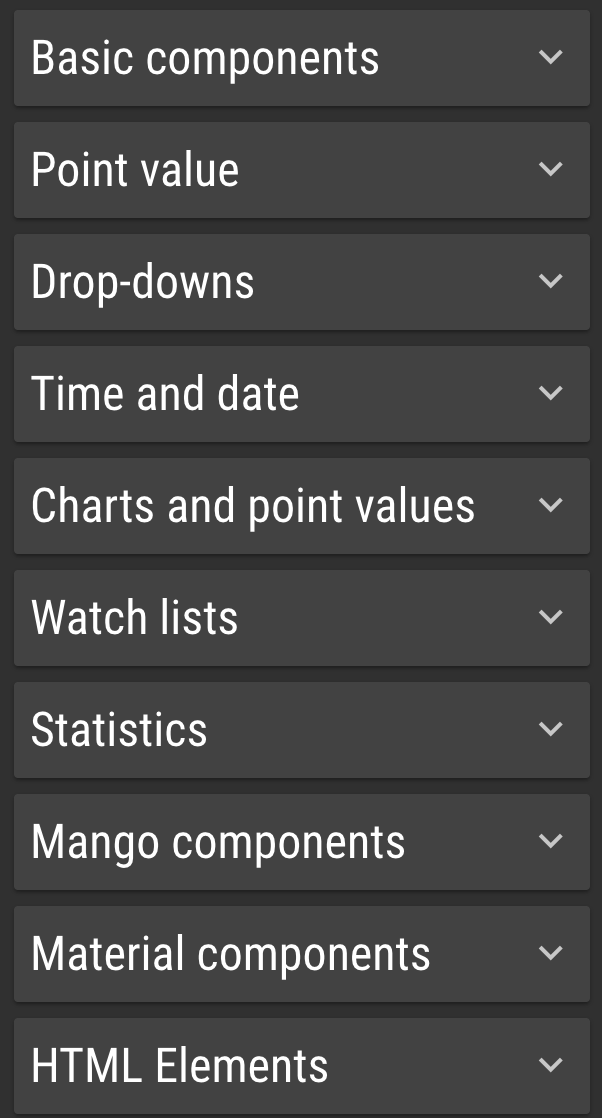 Basic components
Point value
Drop-downs
Time and date
Charts and point values
Watch lists
Statistics
Mango components
Material components
HTML Elements